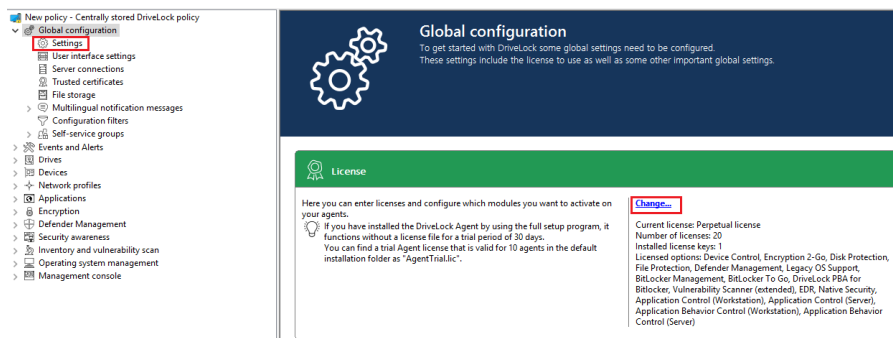 New policy - Centrally stored DriveLock policy
Global configuration
Settings
User interface settings
Server connections
Trusted certificates
File storage
Multilingual notification messages
Configuration filters
Self-service groups
Events and Alerts
Drives
Devices
Network profiles
Applications
Encryption
Defender Management
Security awareness
Inventory and vulnerability scan
Operating system management
Management console
Global configuration
To get started with DriveLock some global settings need to be configured.
These settings include the license to use as well as some other important global settings.
License
Here you can enter licenses and configure which modules you want to activate on
your agents.
If you have installed the DriveLock Agent by using the full setup program, it
functions without a license file for a trial period of 30 days.
You can find a trial Agent license that is valid for 10 agents in the default
installation folder as "AgentTrial.lic".
Change...
Current license: Perpetual license
Number of licenses: 20
Installed license keys: 1
Licensed options: Device Control, Encryption 2-Go, Disk Protection,
File Protection, Defender Management, Legacy OS Support,
BitLocker Management, BitLocker To Go, DriveLock PBA for
Bitlocker, Vulnerability Scanner (extended), EDR, Native Security,
Application Control (Workstation), Application Control (Server),
Application Behavior Control (Workstation), Application Behavior
Control (Server)